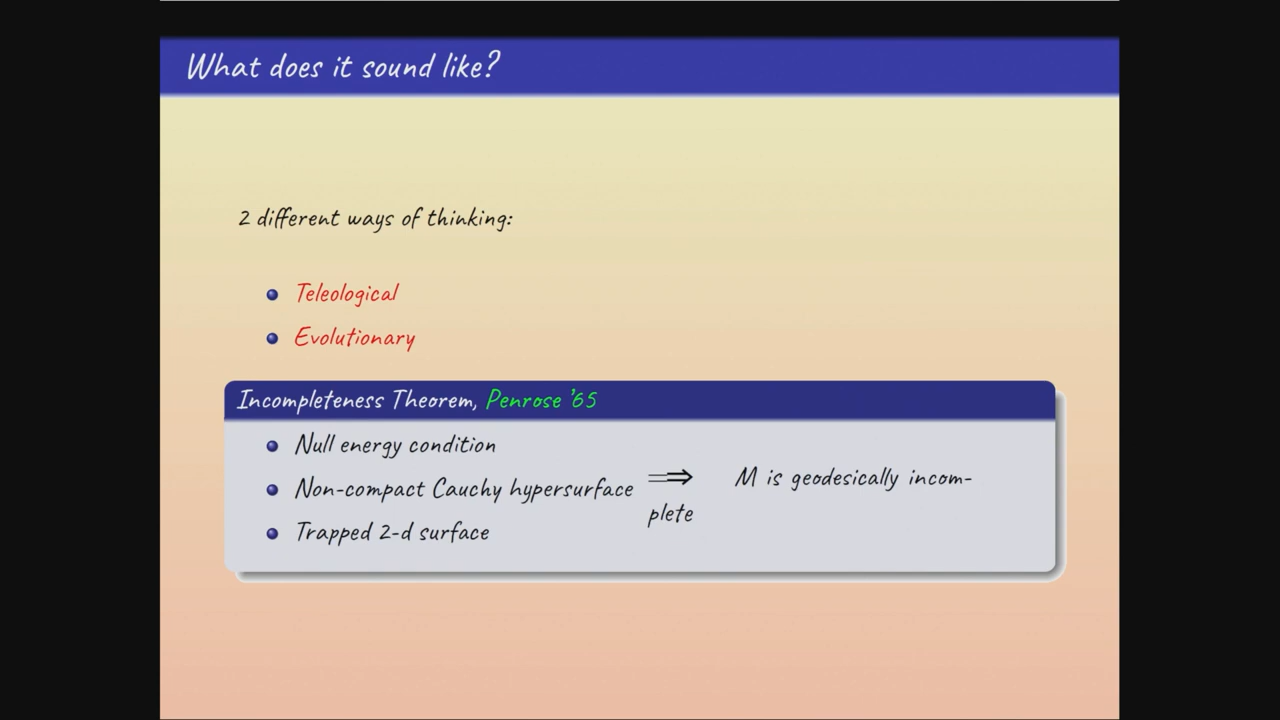 What does it sound like?
2 different ways of thinking:
Teleological
Evolutionary
Incompleteness Theorem, Penrose '65
Null energy condition
Non-compact Cauchy hypersurface
Trapped 2-d surface
⟹ M is geodesically incom-
plete